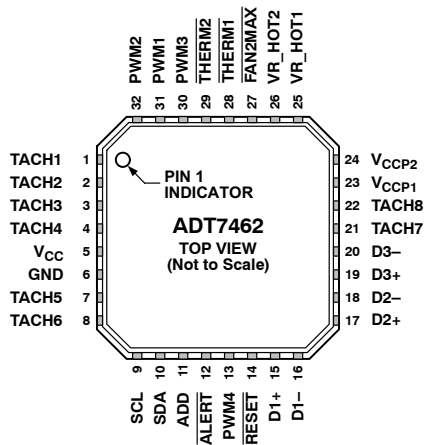 32 PWM2
31 PWM1
30 PWM3
29 THERM2
28 THERM1
27 FAN2MAX
26 VR_HOT2
25 VR_HOT1
TACH1 1
TACH2 2
TACH3 3
TACH4 4
VCC 5
GND 6
TACH5 7
TACH6 8
PIN 1
INDICATOR
ADT7462
TOP VIEW
(Not to Scale)
24 VCCP2
23 VCCP1
22 TACH8
21 TACH7
20 D3–
19 D3+
18 D2–
17 D2+
SCL 9
SDA 10
ADD 11
ALERT 12
PWM4 13
RESET 14
D1+ 15
D1– 16